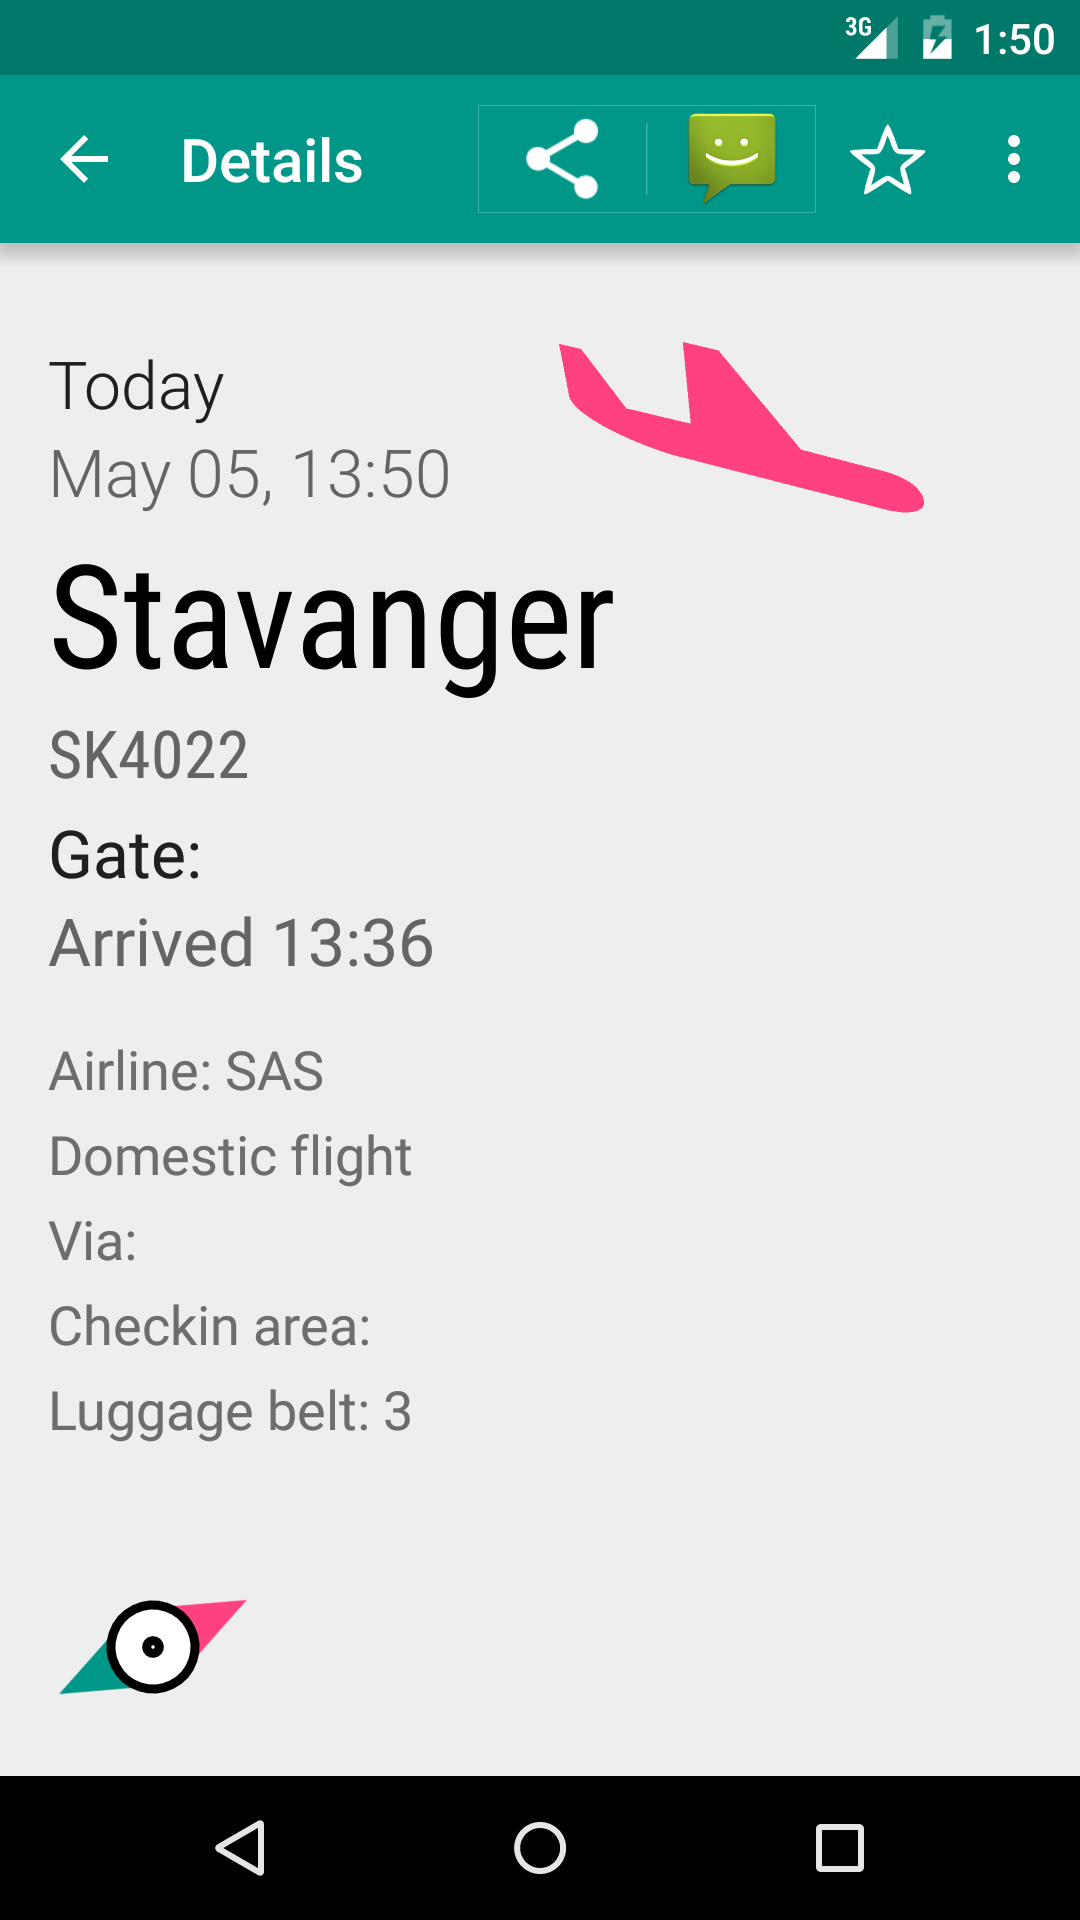 3G 1:50
Details
Today
May 05, 13:50
Stavanger
SK4022
Gate:
Arrived 13:36
Airline: SAS
Domestic flight
Via:
Checkin area:
Luggage belt: 3